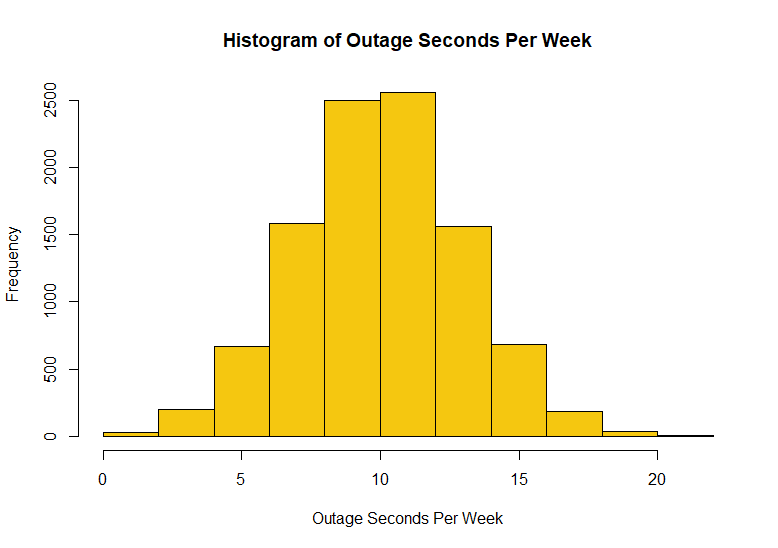 Histogram of Outage Seconds Per Week
Frequency
2500
2000
1500
1000
500
0
0 5 10 15 20
Outage Seconds Per Week